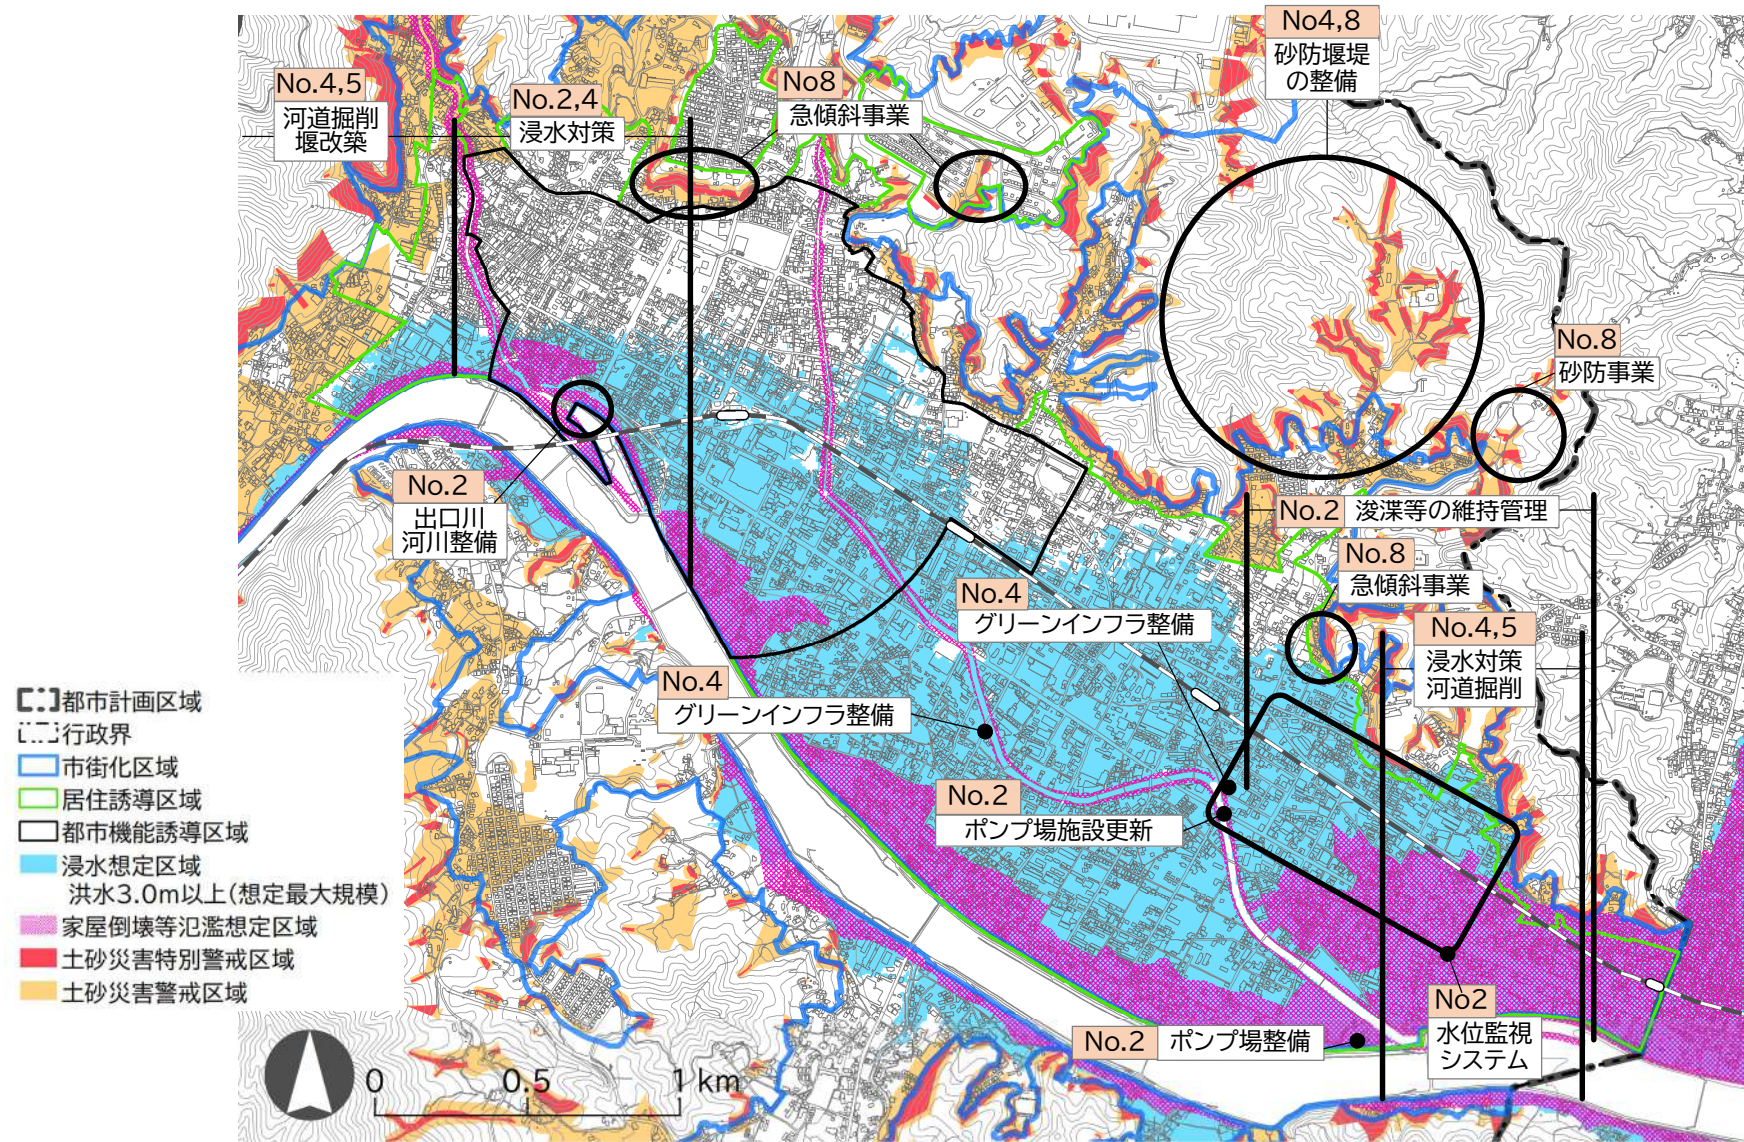 No.4,5
河道掘削
堰改築
No.2,4
浸水対策
No8
急傾斜事業
No4,8
砂防堰堤
の整備
No.8
砂防事業
No.2
出口川
河川整備
No.2 浚渫等の維持管理
No.8
急傾斜事業
No.4
グリーンインフラ整備
No.4,5
浸水対策
河道掘削
No.4
グリーンインフラ整備
No.2
ポンプ場施設更新
No.2 ポンプ場整備
No2
水位監視
システム
都市計画区域
行政界
市街化区域
居住誘導区域
都市機能誘導区域
浸水想定区域
洪水3.0m以上(想定最大規模)
家屋倒壊等氾濫想定区域
土砂災害特別警戒区域
土砂災害警戒区域
0 0.5 1 km